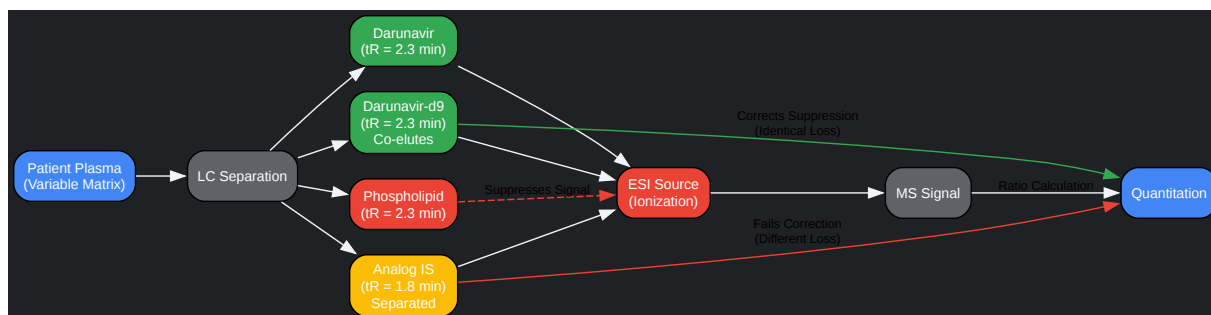 Patient Plasma
(Variable Matrix)
LC Separation
Darunavir
(tR = 2.3 min)
Darunavir-d9
(tR = 2.3 min)
Co-elutes
Phospholipid
(tR = 2.3 min)
Analog IS
(tR = 1.8 min)
Separated
Suppresses Signal
ESI Source
(Ionization)
Corrects Suppression
(Identical Loss)
Fails Correction
(Different Loss)
MS Signal
Ratio Calculation
Quantitation